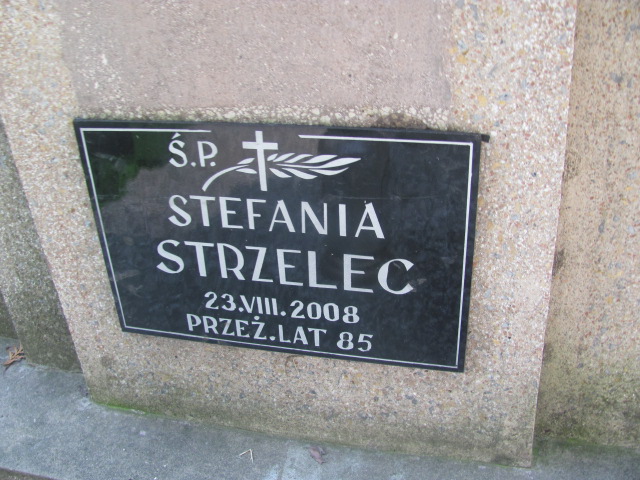 Ś.P.
STEFANIA
STRZELEC
23.VIII.2008
PRZEŻ.LAT 85